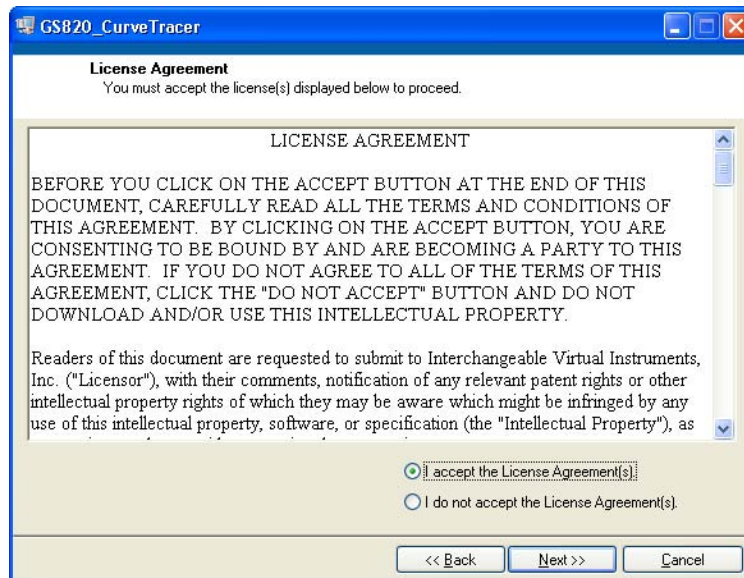 GS820_CurveTracer
License Agreement
You must accept the license(s) displayed below to proceed.
LICENSE AGREEMENT
BEFORE YOU CLICK ON THE ACCEPT BUTTON AT THE END OF THIS
DOCUMENT, CAREFULLY READ ALL THE TERMS AND CONDITIONS OF
THIS AGREEMENT. BY CLICKING ON THE ACCEPT BUTTON, YOU ARE
CONSENTING TO BE BOUND BY AND ARE BECOMING A PARTY TO THIS
AGREEMENT. IF YOU DO NOT AGREE TO ALL OF THE TERMS OF THIS
AGREEMENT, CLICK THE "DO NOT ACCEPT" BUTTON AND DO NOT
DOWNLOAD AND/OR USE THIS INTELLECTUAL PROPERTY.
Readers of this document are requested to submit to Interchangeable Virtual Instruments,
Inc. ("Licensor"), with their comments, notification of any relevant patent rights or other
intellectual property rights of which they may be aware which might be infringed by any
use of this intellectual property, software, or specification (the "Intellectual Property"), as
I accept the License Agreement(s).
I do not accept the License Agreement(s).
<< Back
Next >>
Cancel